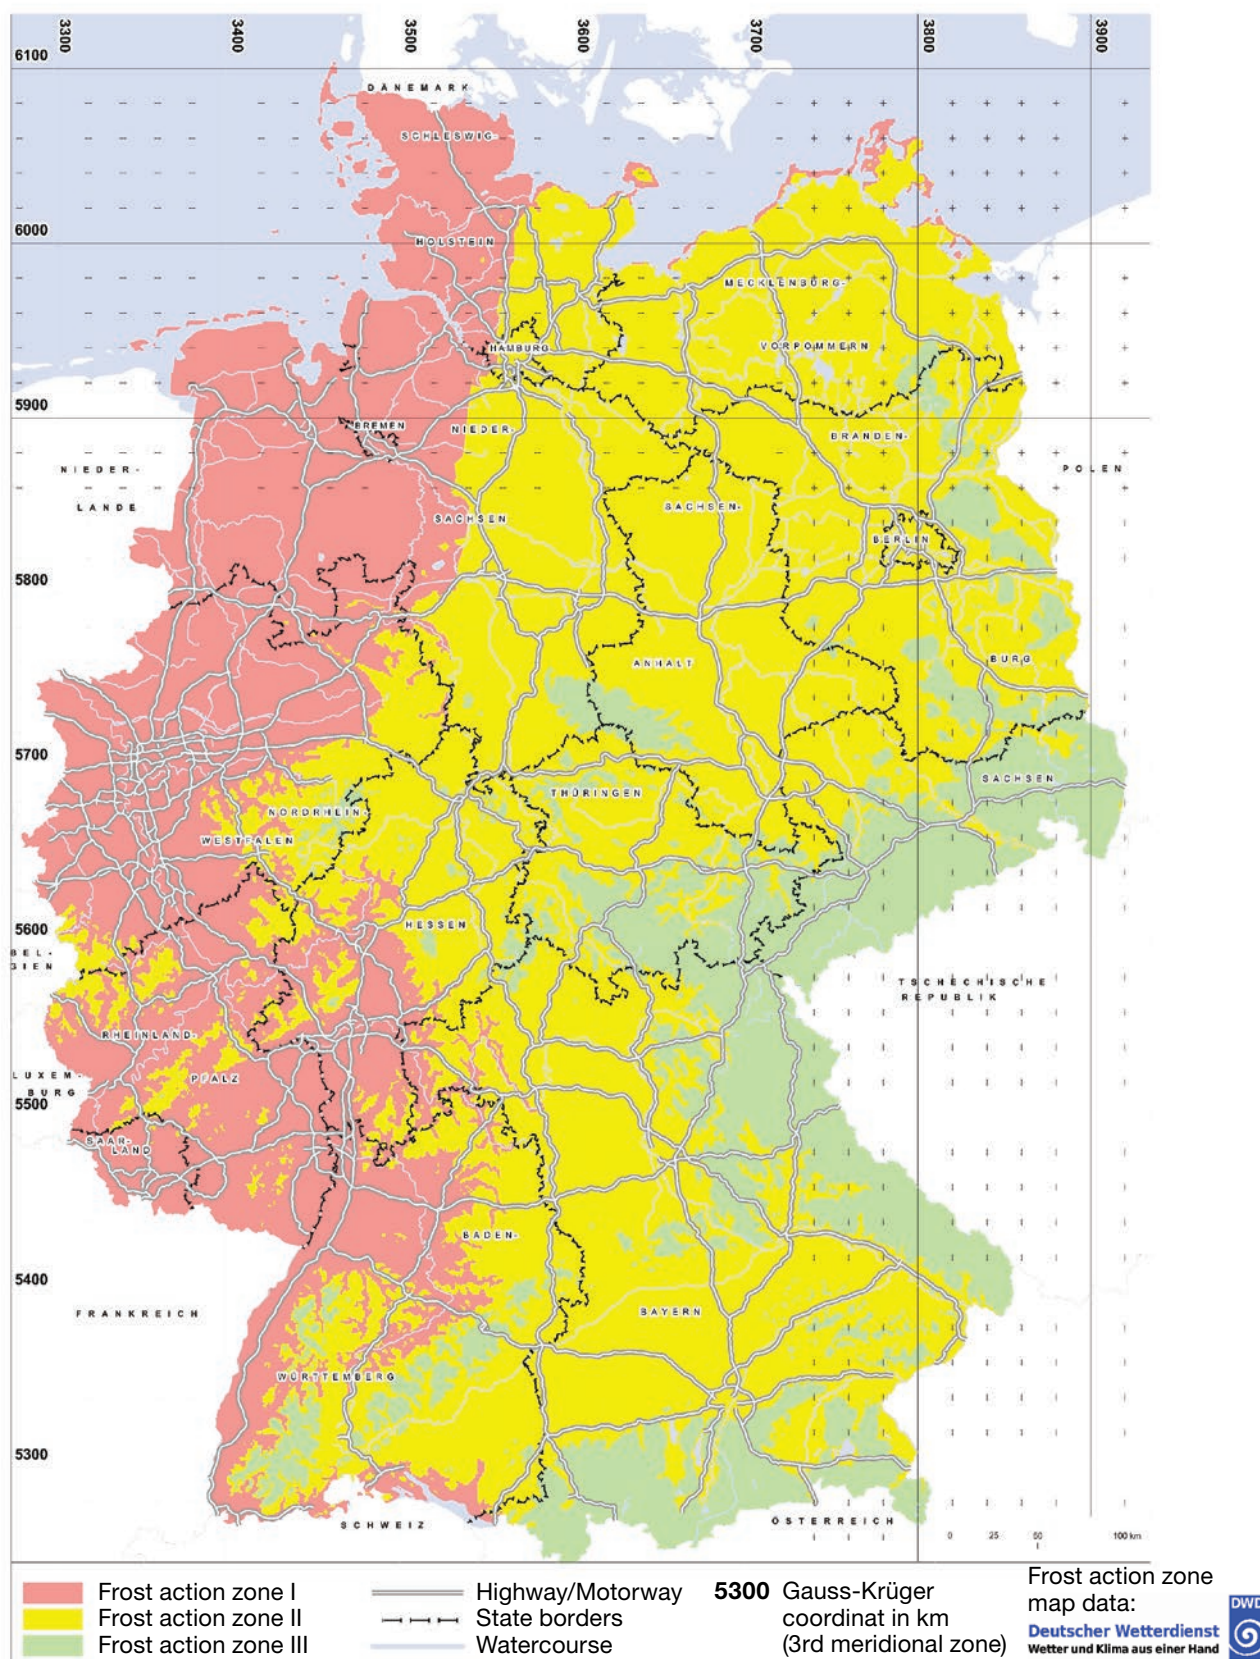 3300
3400
3500
3600
3700
3800
3900
6100
DÄNEMARK
SCHLESWIG-
6000
HOLSTEIN
MECKLENBURG-
HAMBURG
VORPOMMERN
5900
BREMEN
NIEDER-
BRANDEN-
NIEDER-
POLEN
LANDE
SACHSEN-
SACHSEN
BERLIN
5800
ANHALT
BURG
5700
SACHSEN
THÜRINGEN
NORDRHEIN
WESTFALEN
5600
HESSEN
BEL-
GIEN
TSCHECHISCHE
REPUBLIK
RHEINLAND-
LUXEM-
PFALZ
BURG
5500
SAAR-
LAND
BADEN-
5400
FRANKREICH
BAYERN
WÜRTTEMBERG
5300
SCHWEIZ
ÖSTERREICH
0 25 50 100 km
Frost action zone I
Frost action zone II
Frost action zone III
Highway/Motorway
State borders
Watercourse
5300 Gauss-Krüger
coordinat in km
(3rd meridional zone)
Frost action zone
map data:
Deutscher Wetterdienst
Wetter und Klima aus einer Hand
DWD